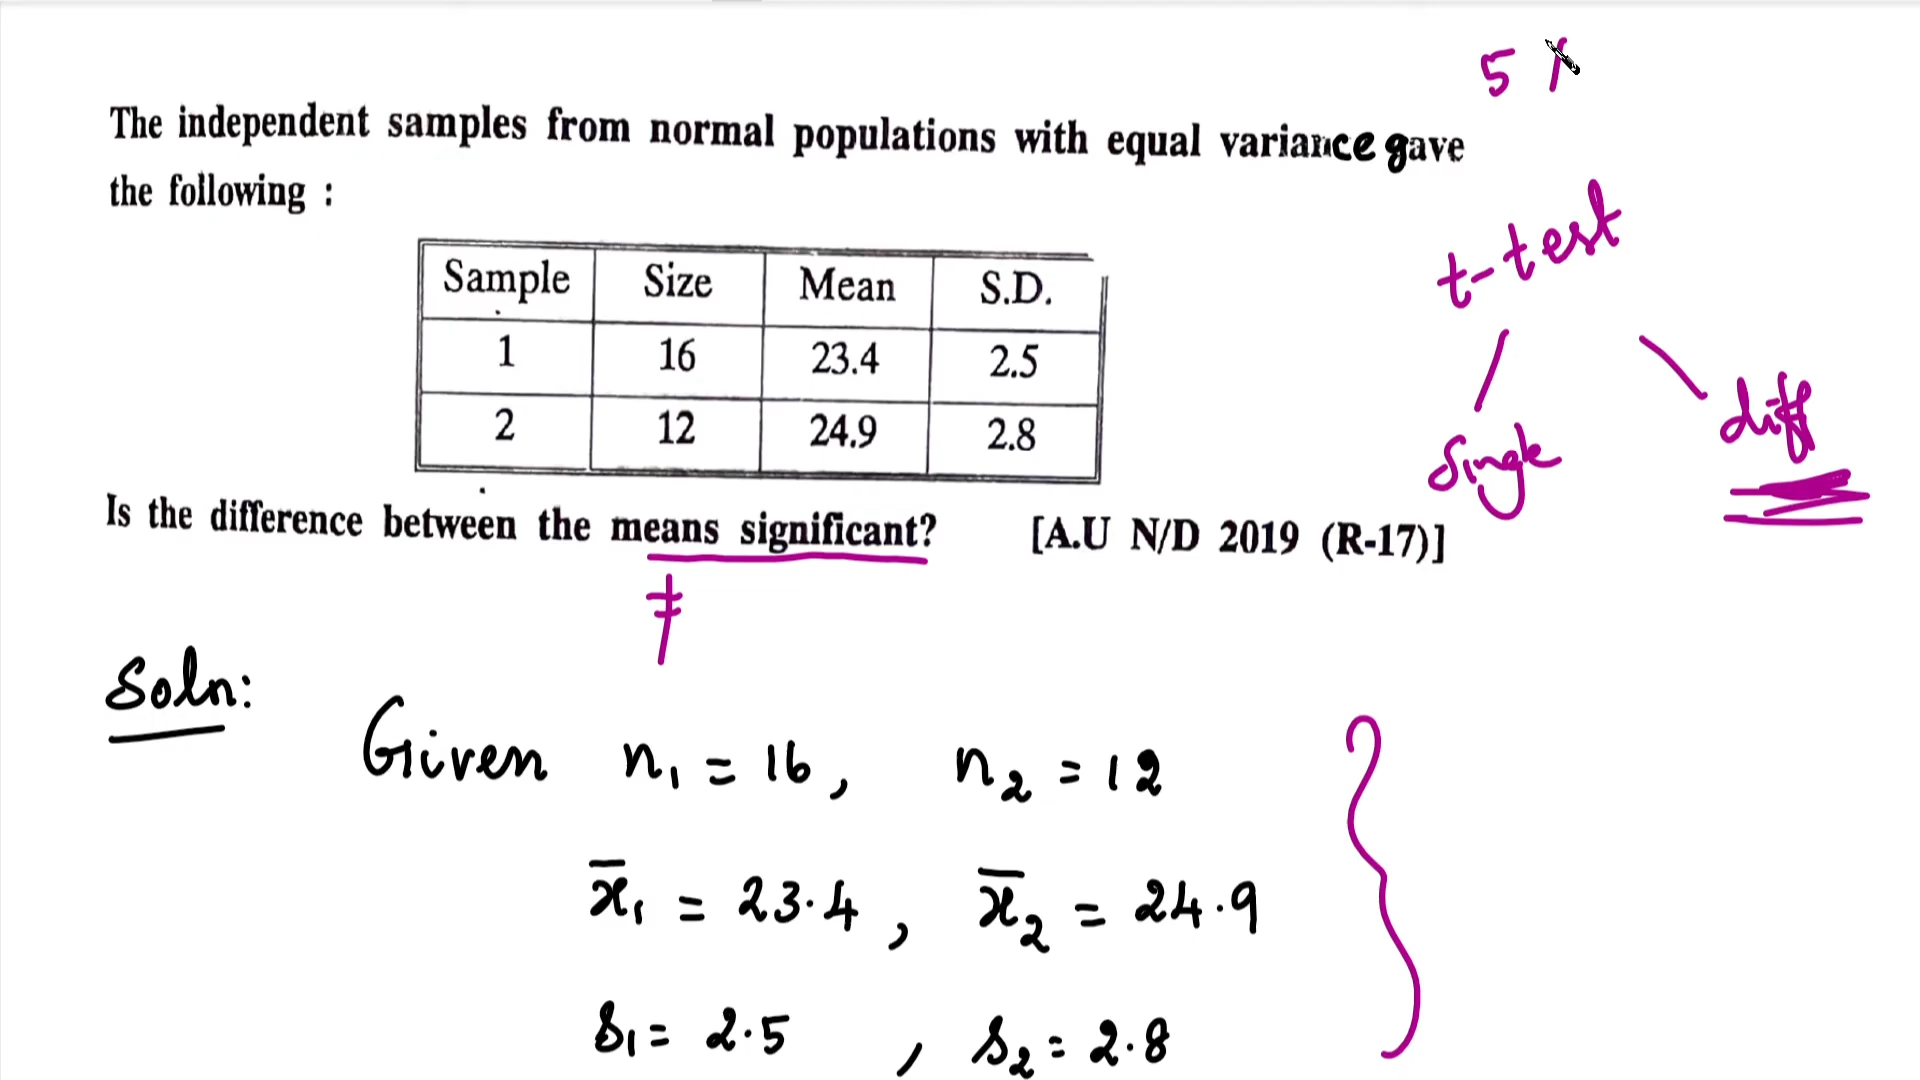 5 %
The independent samples from normal populations with equal variance gave
the following :
t-test
Sample Size Mean S.D.
1 16 23.4 2.5
2 12 24.9 2.8
single diff
Is the difference between the means significant? [A.U N/D 2019 (R-17)]
≠
Soln:
Given n₁ = 16, n₂ = 12
x̄₁ = 23.4, x̄₂ = 24.9
s₁ = 2.5, s₂ = 2.8